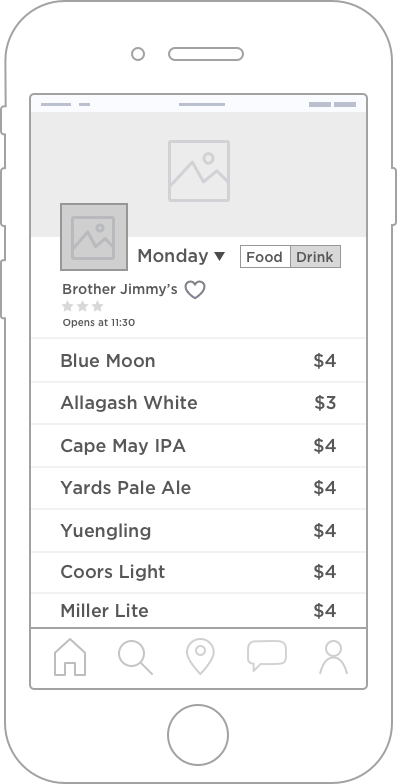 Monday ▼ Food Drink
Brother Jimmy's
Opens at 11:30
Blue Moon $4
Allagash White $3
Cape May IPA $4
Yards Pale Ale $4
Yuengling $4
Coors Light $4
Miller Lite $4